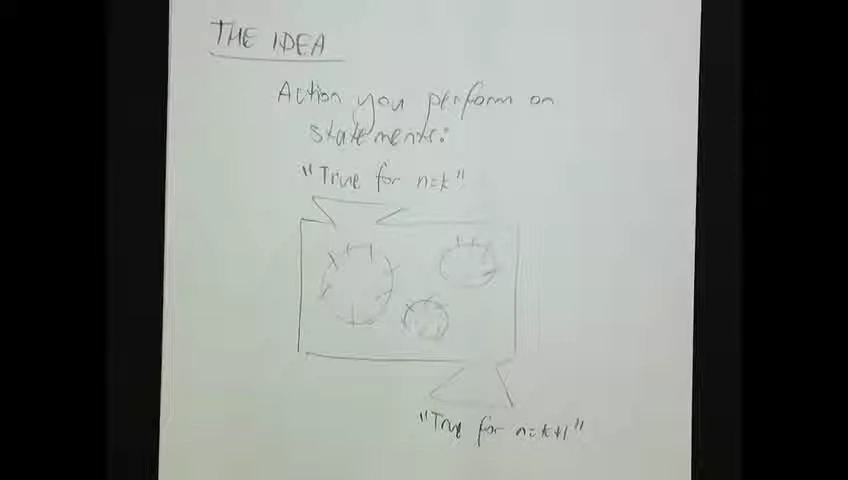 THE IDEA
Action you perform on
statements:
"True for n=k"
"True for n=k+1"